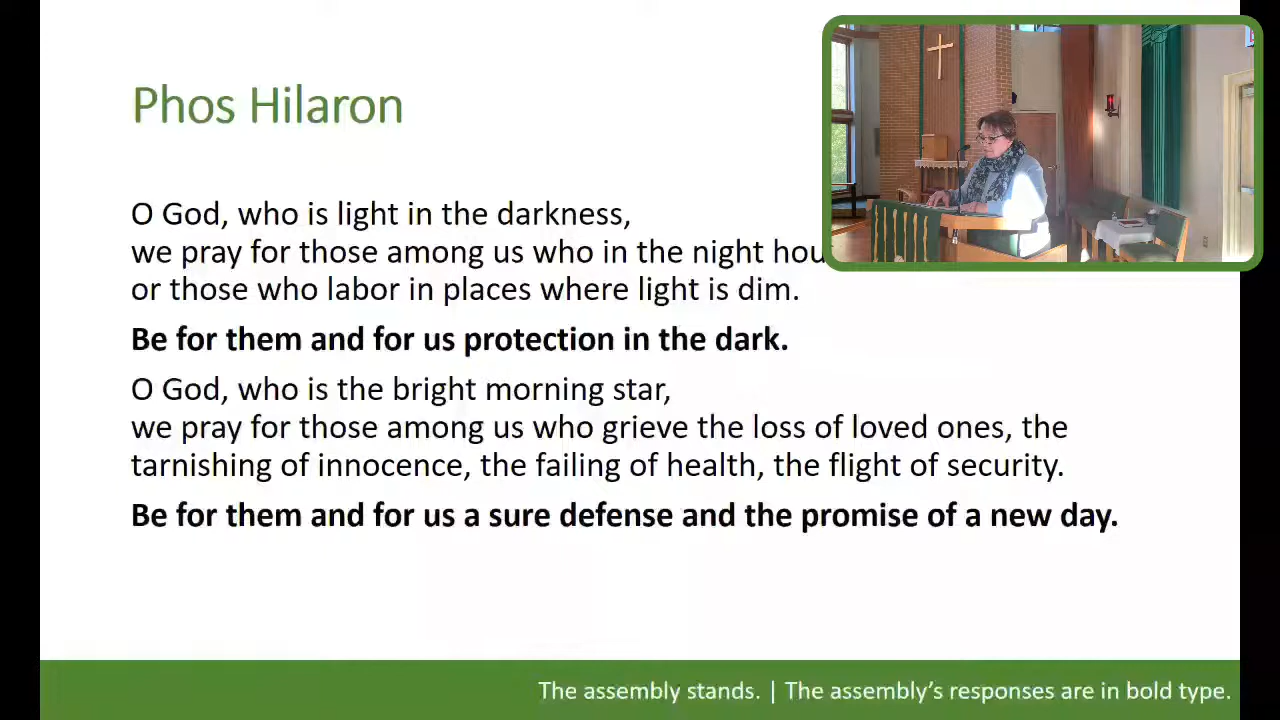 Phos Hilaron
O God, who is light in the darkness,
we pray for those among us who in the night
or those who labor in places where light is dim.
Be for them and for us protection in the dark.
O God, who is the bright morning star,
we pray for those among us who grieve the loss of loved ones, the
tarnishing of innocence, the failing of health, the flight of security.
Be for them and for us a sure defense and the promise of a new day.
The assembly stands. | The assembly’s responses are in bold type.